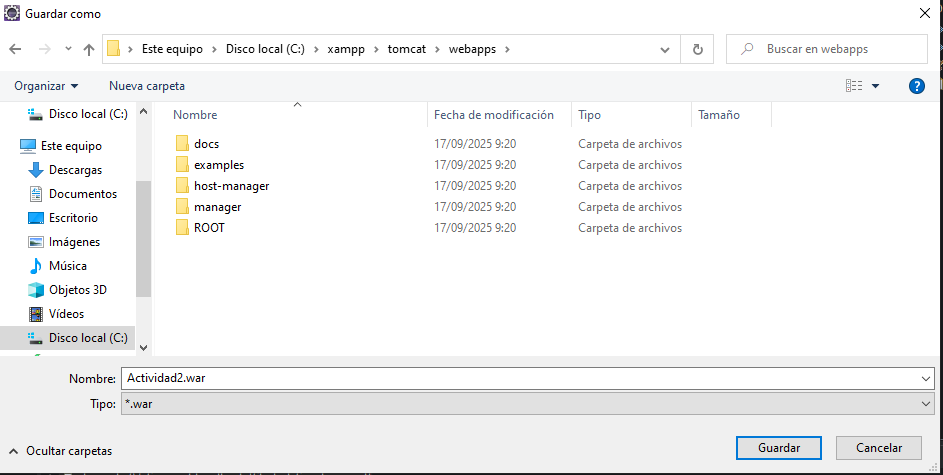 Guardar como
Este equipo > Disco local (C:) > xampp > tomcat > webapps >
Buscar en webapps
Organizar
Nueva carpeta
Disco local (C:)
Este equipo
Descargas
Documentos
Escritorio
Imágenes
Música
Objetos 3D
Vídeos
Disco local (C:)
Nombre Fecha de modificación Tipo Tamaño
docs 17/09/2025 9:20 Carpeta de archivos
examples 17/09/2025 9:20 Carpeta de archivos
host-manager 17/09/2025 9:20 Carpeta de archivos
manager 17/09/2025 9:20 Carpeta de archivos
ROOT 17/09/2025 9:20 Carpeta de archivos
Nombre: Actividad2.war
Tipo: *.war
Ocultar carpetas
Guardar
Cancelar